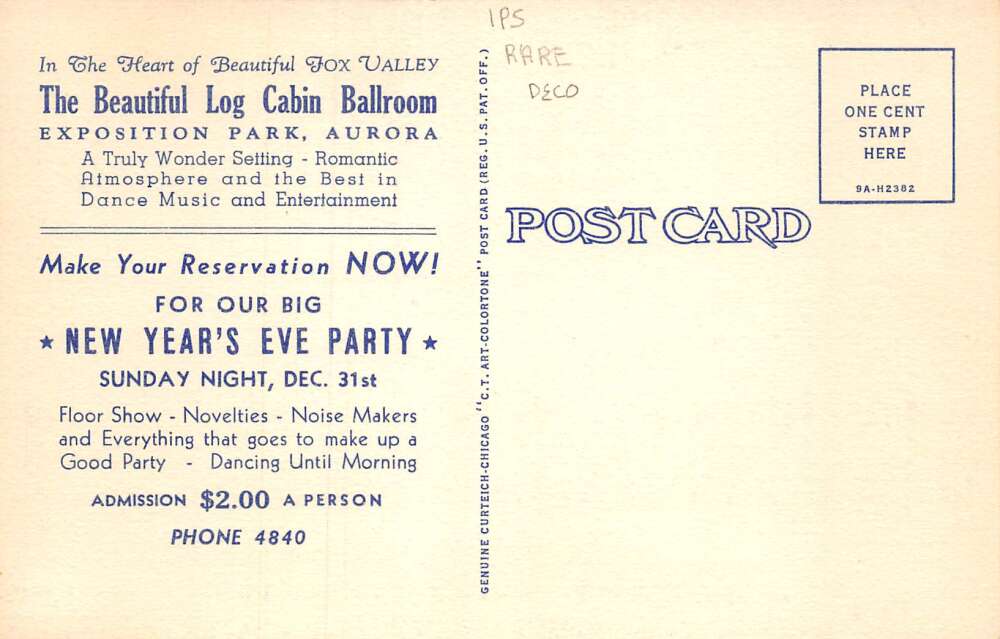 In The Heart of Beautiful Fox Valley
The Beautiful Log Cabin Ballroom
EXPOSITION PARK, AURORA
A Truly Wonder Setting - Romantic
Atmosphere and the Best in
Dance Music and Entertainment
Make Your Reservation NOW!
FOR OUR BIG
★ NEW YEAR'S EVE PARTY ★
SUNDAY NIGHT, DEC. 31st
Floor Show - Novelties - Noise Makers
and Everything that goes to make up a
Good Party - Dancing Until Morning
ADMISSION $2.00 A PERSON
PHONE 4840
GENUINE CURTEICH-CHICAGO "C.T. ART-COLORTONE" POST CARD (REG. U.S. PAT. OFF.)
IPS
RARE
DECO
POST CARD
PLACE
ONE CENT
STAMP
HERE
9A-H2382